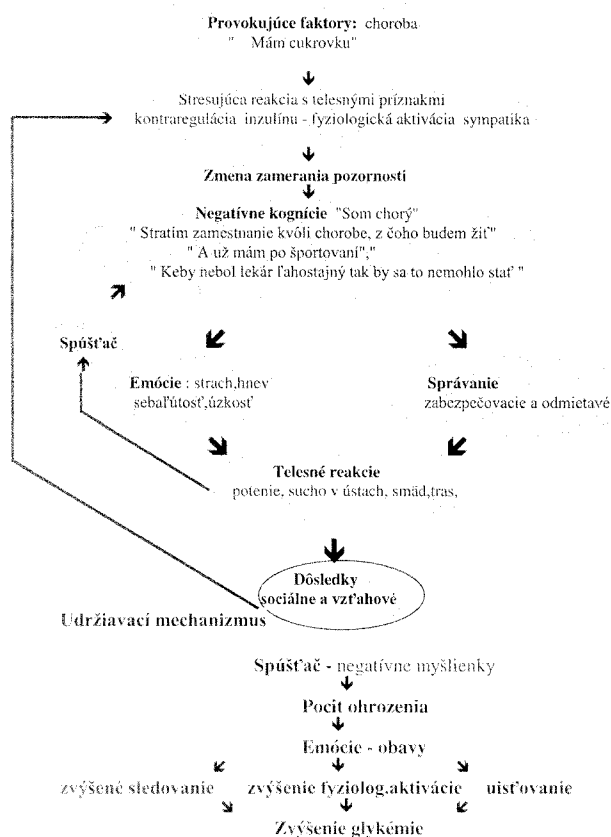 Provokujúce faktory: choroba
" Mám cukrovku"
Stresujúca reakcia s telesnými príznakmi
kontraregulácia inzulínu - fyziologická aktivácia sympatika
Zmena zamerania pozornosti
Negatívne kognície "Som chorý"
" Stratím zamestnanie kvôli chorobe, z čoho budem žiť"
" A už mám po športovaní","
" Keby nebol lekár ľahostajný tak by sa to nemohlo stať "
Spúšťač
Emócie : strach,hnev
sebaľútosť,úzkosť
Správanie
zabezpečovacie a odmietavé
Telesné reakcie
potenie, sucho v ústach, smäd,tras,
Dôsledky
sociálne a vzťahové
Udržiavací mechanizmus
Spúšťač - negatívne myšlienky
Pocit ohrozenia
Emócie - obavy
zvýšené sledovanie zvýšenie fyziolog.aktivácie uisťovanie
Zvýšenie glykémie